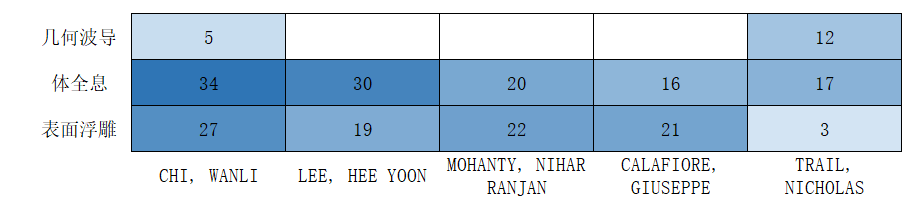 几何波导 5 12
体全息 34 30 20 16 17
表面浮雕 27 19 22 21 3
CHI, WANLI LEE, HEE YOON MOHANTY, NIHAR CALAFIORE, TRAIL,
RANJAN GIUSEPPE NICHOLAS